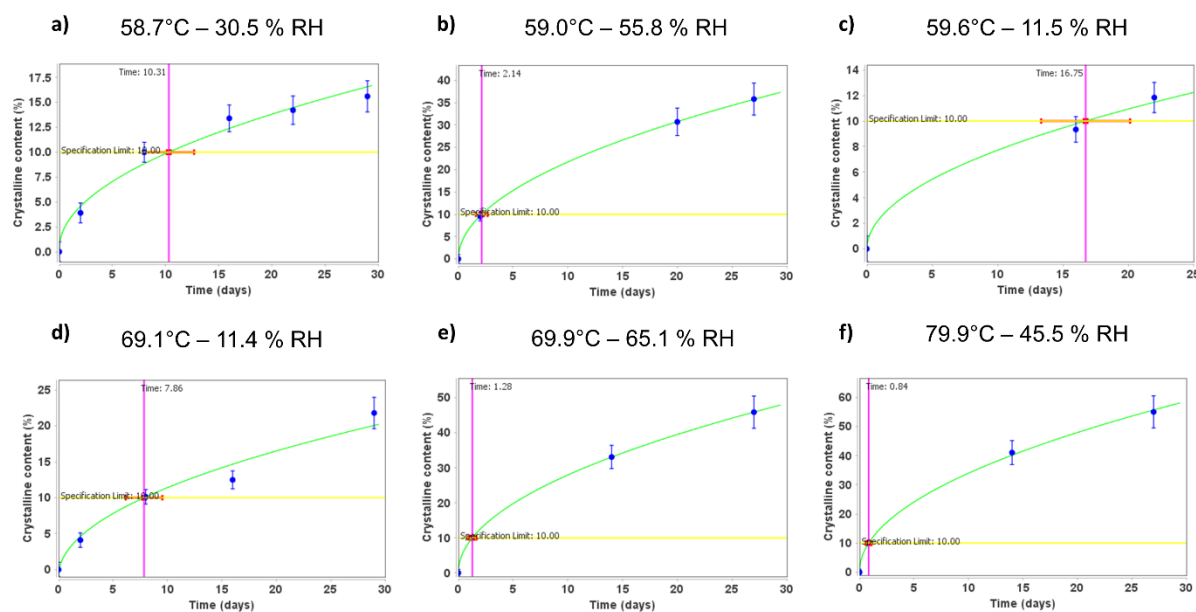 a) 58.7°C – 30.5 % RH
Time: 10.31
Crystalline content (%)
17.5
15.0
12.5
10.0
7.5
5.0
2.5
0.0
Specification Limit: 10.00
0 5 10 15 20 25 30
Time (days)
b) 59.0°C – 55.8 % RH
Time: 2.14
Cyrstalline content(%)
40
35
30
25
20
15
10
5
0
Specification Limit: 10.00
0 5 10 15 20 25 30
Time (days)
c) 59.6°C – 11.5 % RH
Time: 16.75
Crystalline content (%)
14
12
10
8
6
4
2
0
Specification Limit: 10.00
0 5 10 15 20 25
Time (days)
d) 69.1°C – 11.4 % RH
Time: 7.86
Crystalline content (%)
25
20
15
10
5
0
Specification Limit: 10.00
0 5 10 15 20 25 30
Time (days)
e) 69.9°C – 65.1 % RH
Time: 1.28
Crystalline content (%)
50
40
30
20
10
0
Specification Limit: 10.00
0 5 10 15 20 25 30
Time (days)
f) 79.9°C – 45.5 % RH
Time: 0.84
Crystalline content (%)
60
50
40
30
20
10
0
Specification Limit: 10.00
0 5 10 15 20 25 30
Time (days)